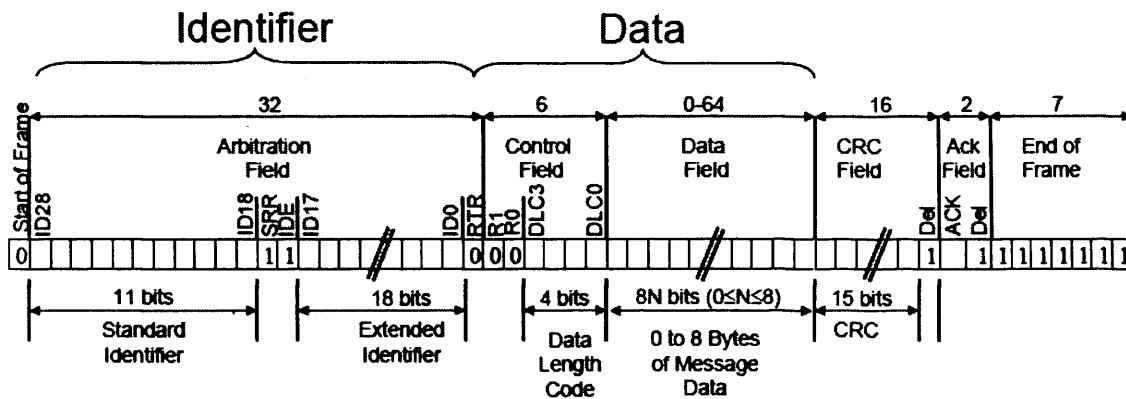 Identifier Data
32 6 0-64 16 2 7
Arbitration Field
Control Field
Data Field
CRC Field
Ack Field
End of Frame
Start of Frame
ID28
ID18
SRR
IDE
ID17
ID0
RTR
R1
R0
DLC3
DLC0
Del
ACK
Del
0 1 1 0 0 0 1 1 1 1 1 1 1 1 1
11 bits 18 bits 4 bits 8N bits (0≤N≤8) 15 bits
Standard Identifier
Extended Identifier
Data Length Code
0 to 8 Bytes of Message Data
CRC